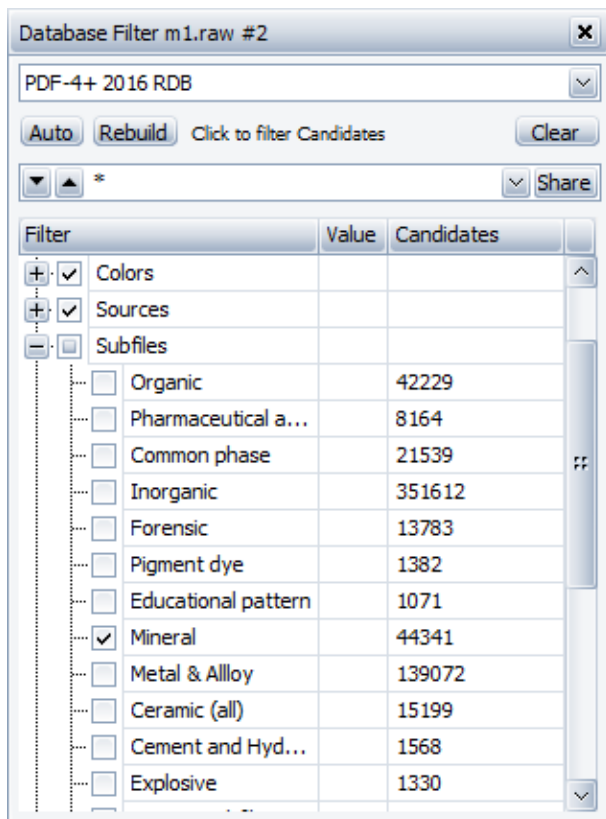 Database Filter m1.raw #2
PDF-4+ 2016 RDB
Auto Rebuild Click to filter Candidates Clear
* Share
Filter Value Candidates
Colors
Sources
Subfiles
Organic 42229
Pharmaceutical a... 8164
Common phase 21539
Inorganic 351612
Forensic 13783
Pigment dye 1382
Educational pattern 1071
Mineral 44341
Metal & Allloy 139072
Ceramic (all) 15199
Cement and Hyd... 1568
Explosive 1330